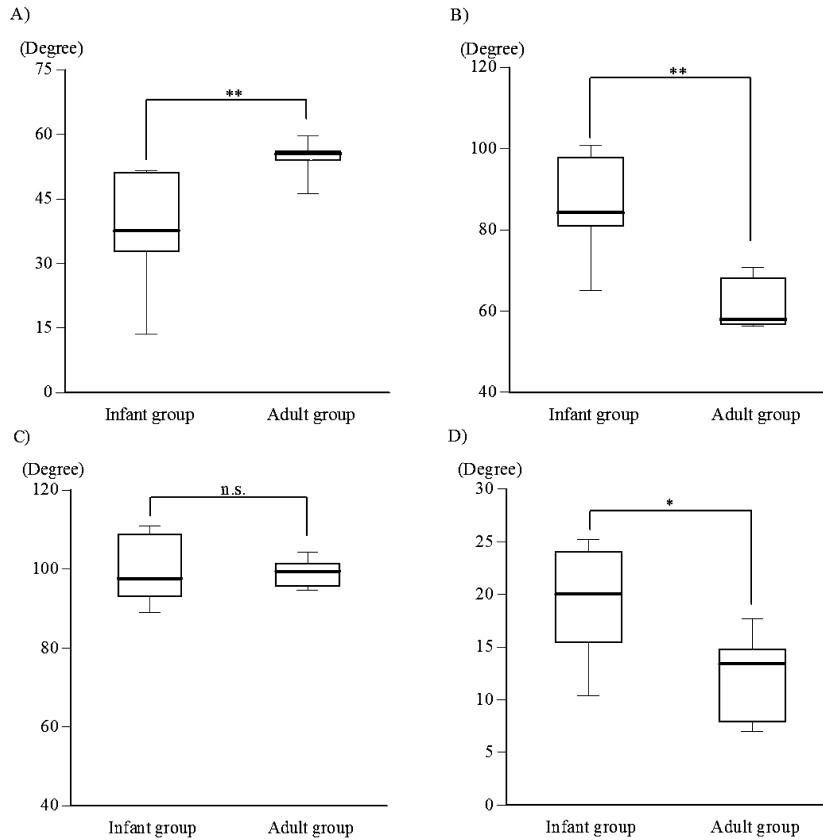 A)
(Degree)
75
60
45
30
15
0
**
Infant group Adult group
B)
(Degree)
120
100
80
60
40
**
Infant group Adult group
C)
(Degree)
120
100
80
60
40
n.s.
Infant group Adult group
D)
(Degree)
30
25
20
15
10
5
0
*
Infant group Adult group